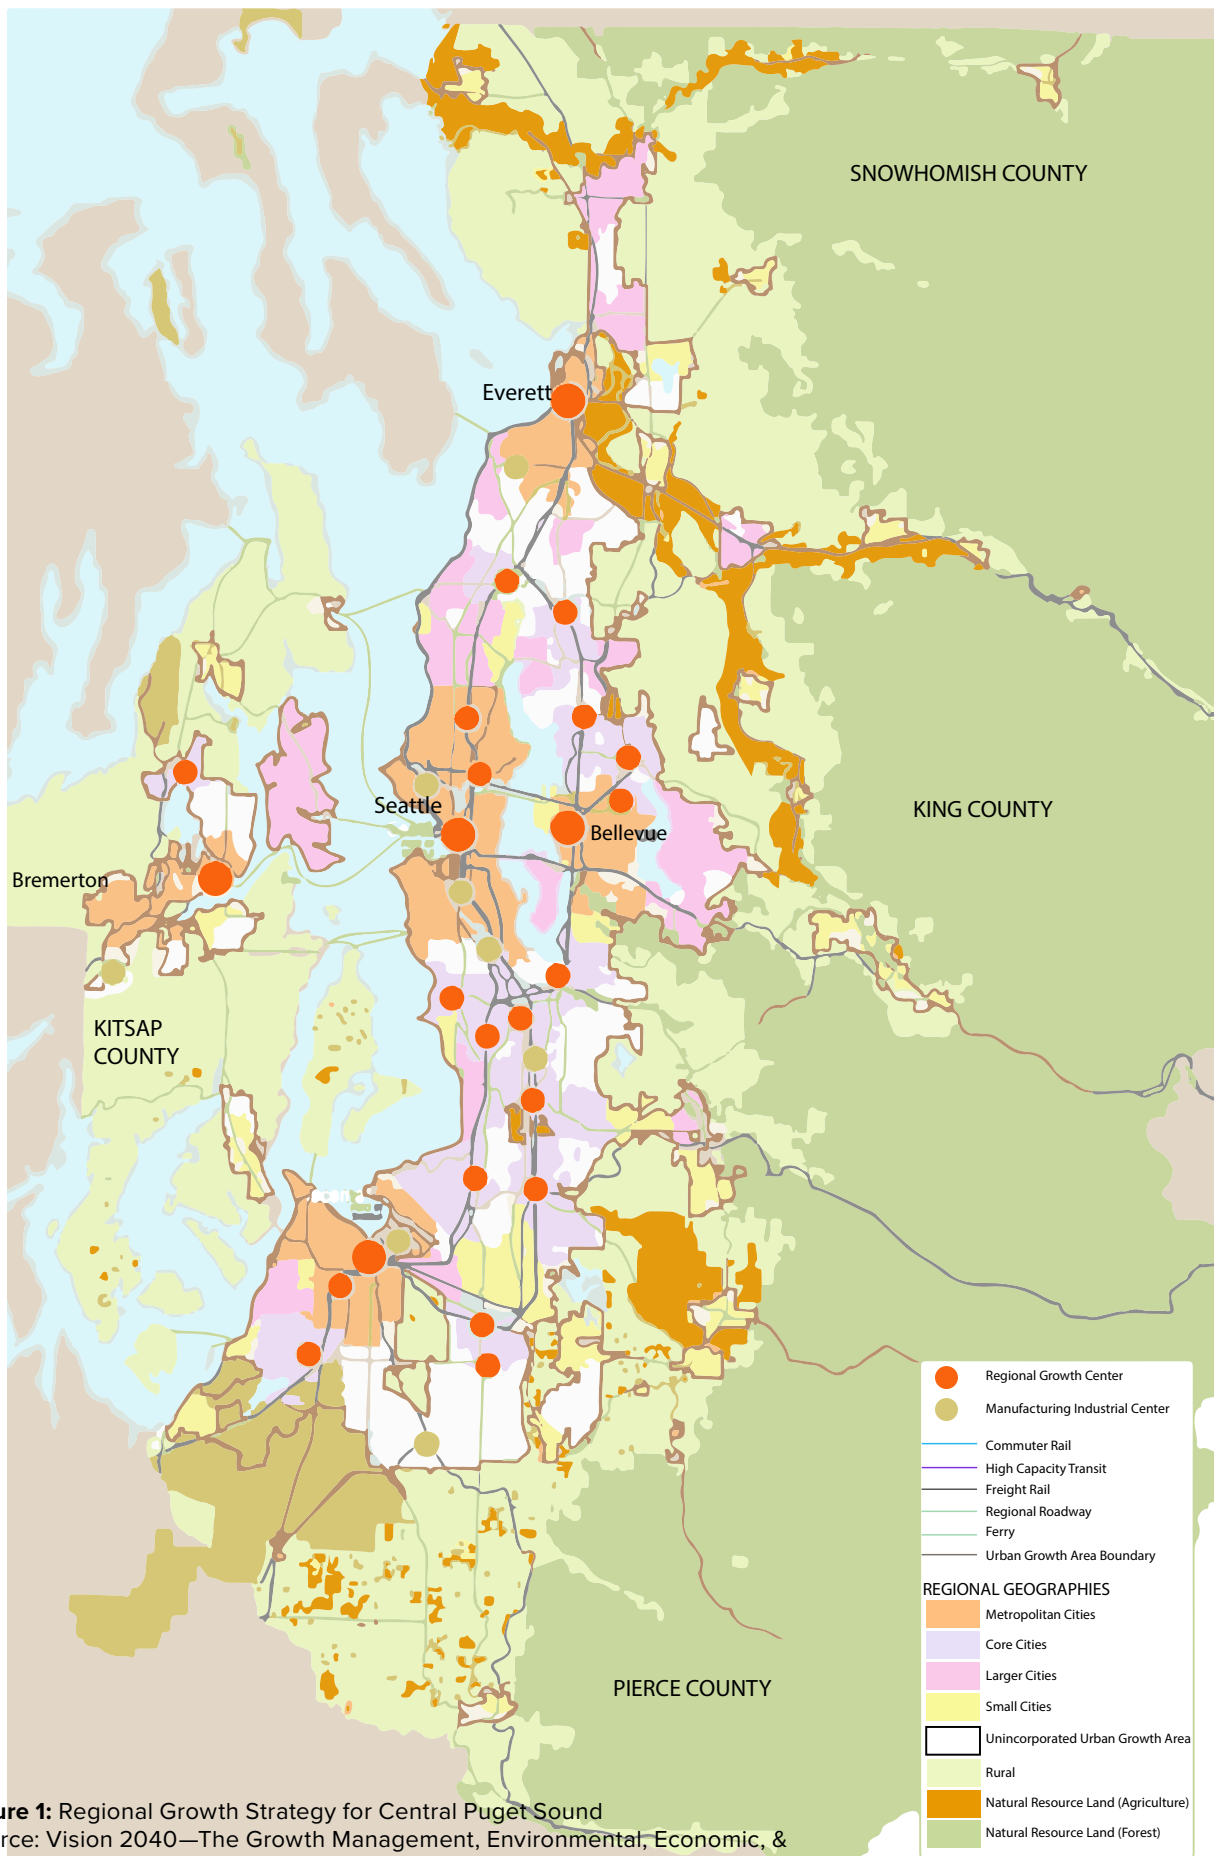 SNOWHOMISH COUNTY
Everett
Seattle
KING COUNTY
Bellevue
Bremerton
KITSAP
COUNTY
PIERCE COUNTY
Regional Growth Center
Manufacturing Industrial Center
Commuter Rail
High Capacity Transit
Freight Rail
Regional Roadway
Ferry
Urban Growth Area Boundary
REGIONAL GEOGRAPHIES
Metropolitan Cities
Core Cities
Larger Cities
Small Cities
Unincorporated Urban Growth Area
Rural
Natural Resource Land (Agriculture)
Natural Resource Land (Forest)
ure 1: Regional Growth Strategy for Central Puget Sound
rce: Vision 2040—The Growth Management, Environmental, Economic, &